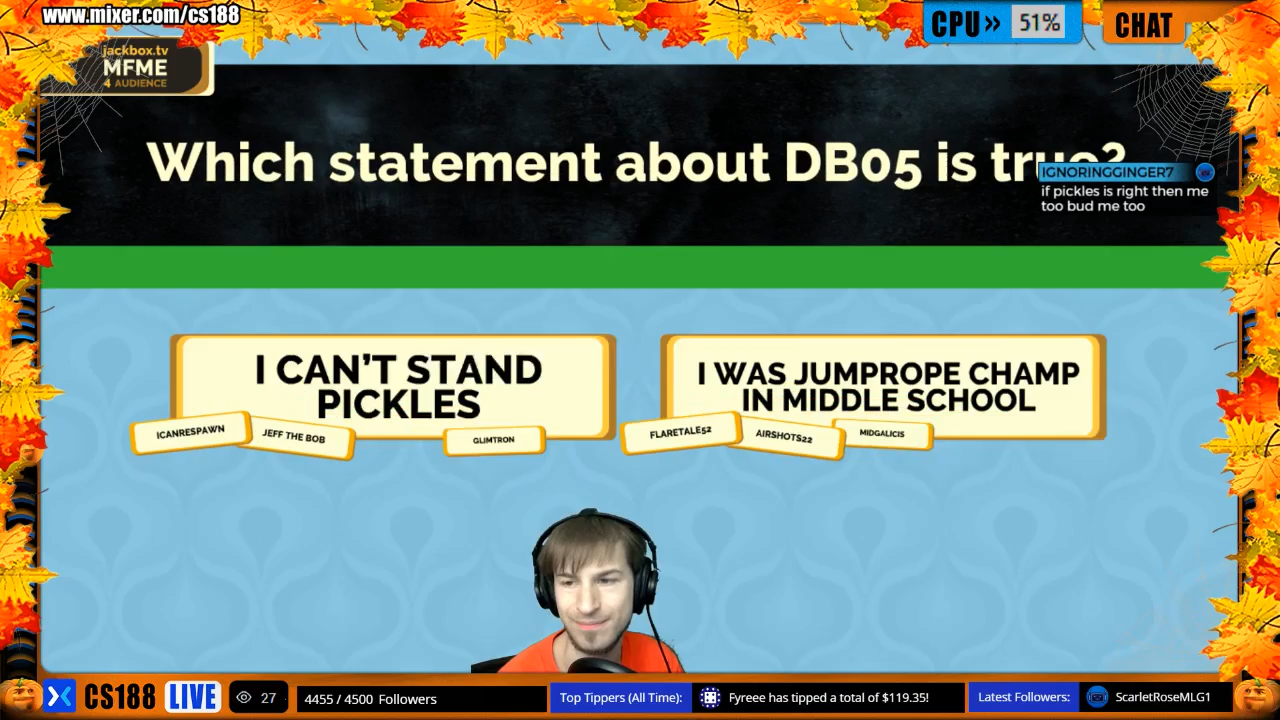 www.mixer.com/cs188
CPU» 51%
CHAT
jackbox.tv
MFME
4 AUDIENCE
Which statement about DB05 is true?
IGNORINGGINGER7
if pickles is right then me
too bud me too
I CAN'T STAND
PICKLES
I WAS JUMPROPE CHAMP
IN MIDDLE SCHOOL
ICANRESPAWN
JEFF THE BOB
GLIMTRON
FLARETALE52
AIRSHOTS22
MIDGALICIS
CS188 LIVE
27
4455 / 4500 Followers
Top Tippers (All Time):
Fyreee has tipped a total of $119.35!
Latest Followers:
ScarletRoseMLG1